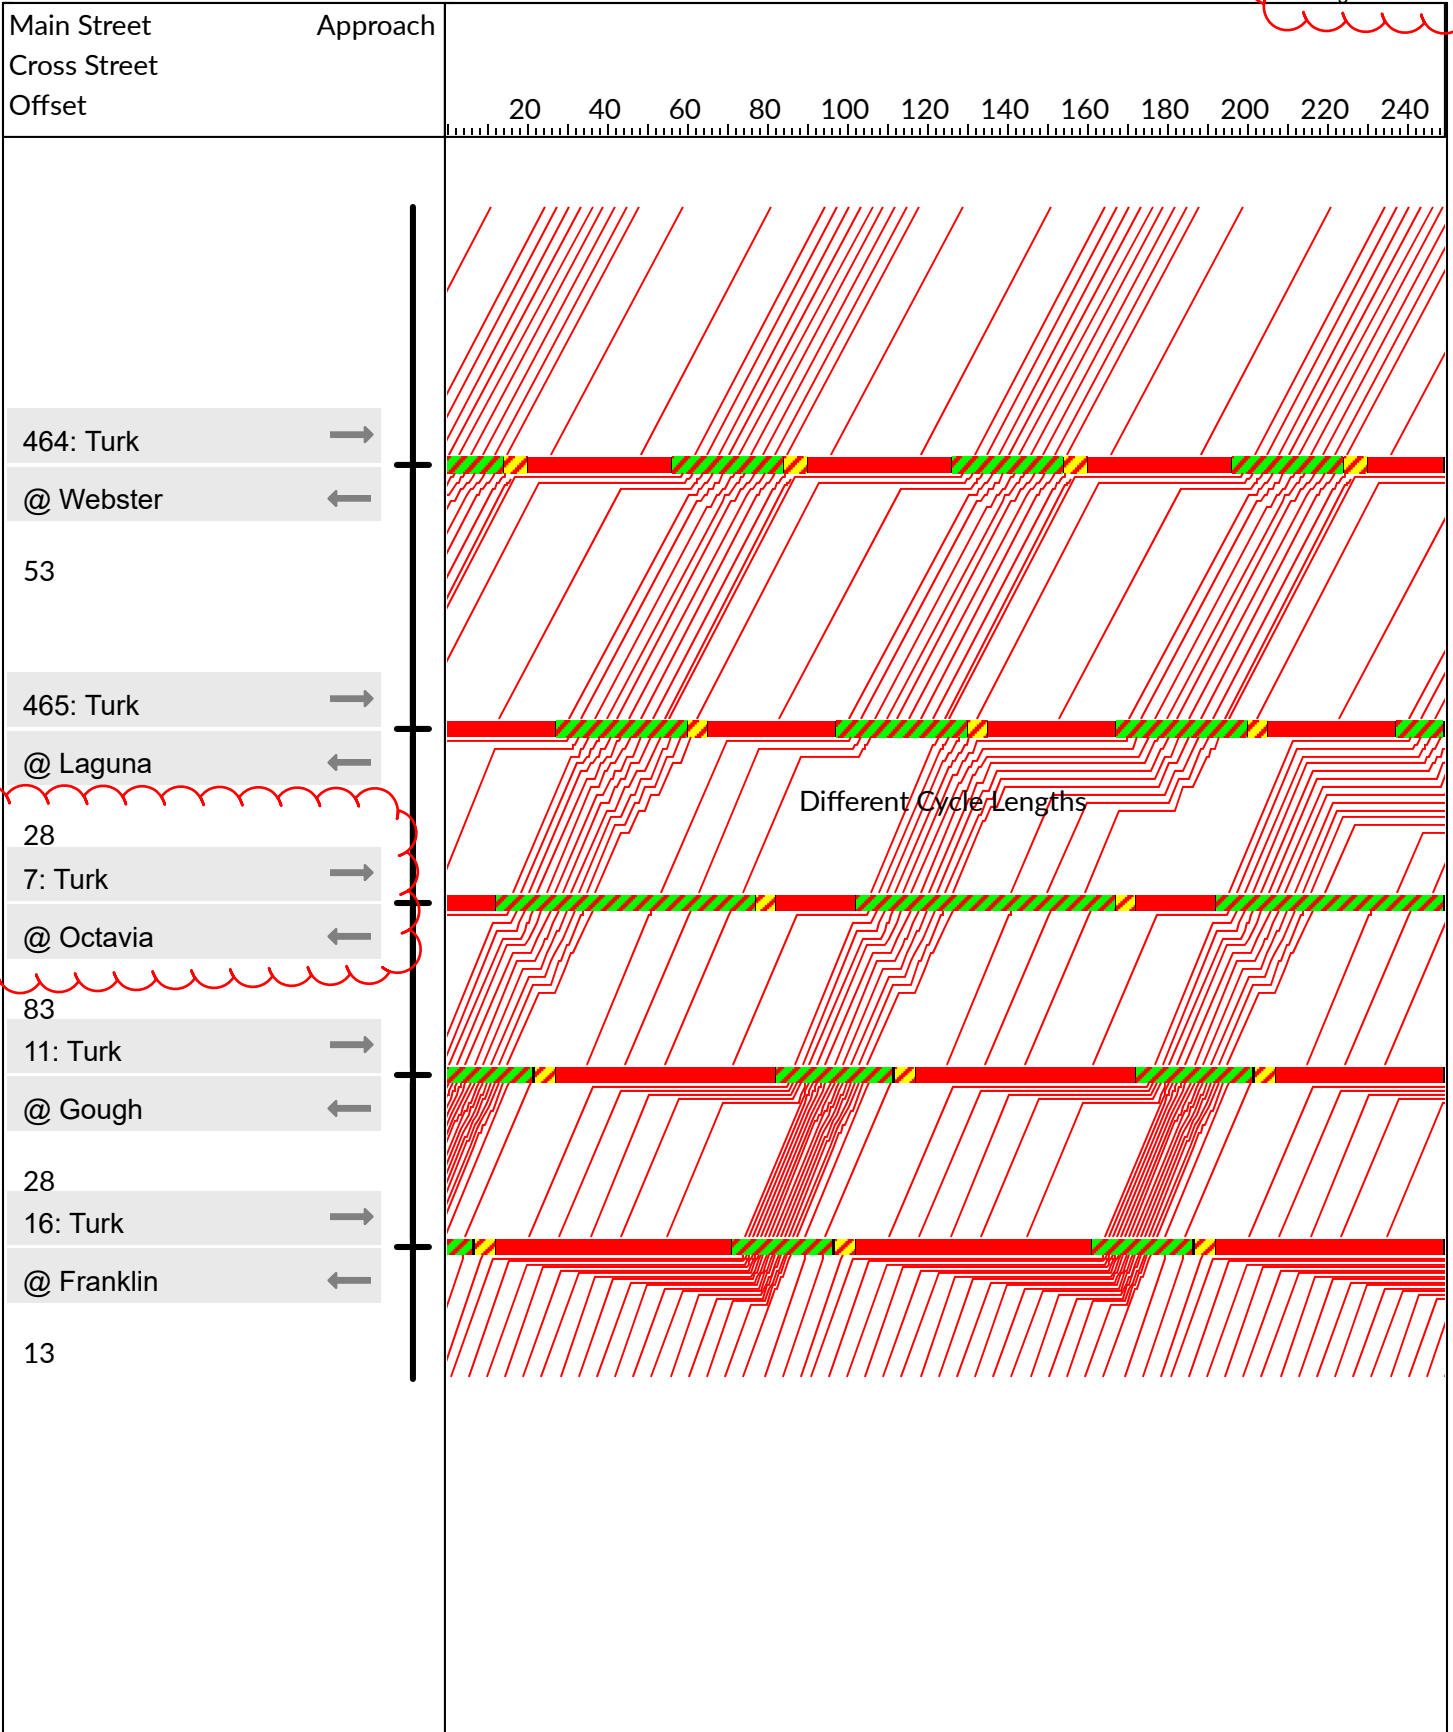 Main Street Approach
Cross Street
Offset
20 40 60 80 100 120 140 160 180 200 220 240
464: Turk
@ Webster
53
465: Turk
@ Laguna
Different Cycle Lengths
28
7: Turk
@ Octavia
83
11: Turk
@ Gough
28
16: Turk
@ Franklin
13